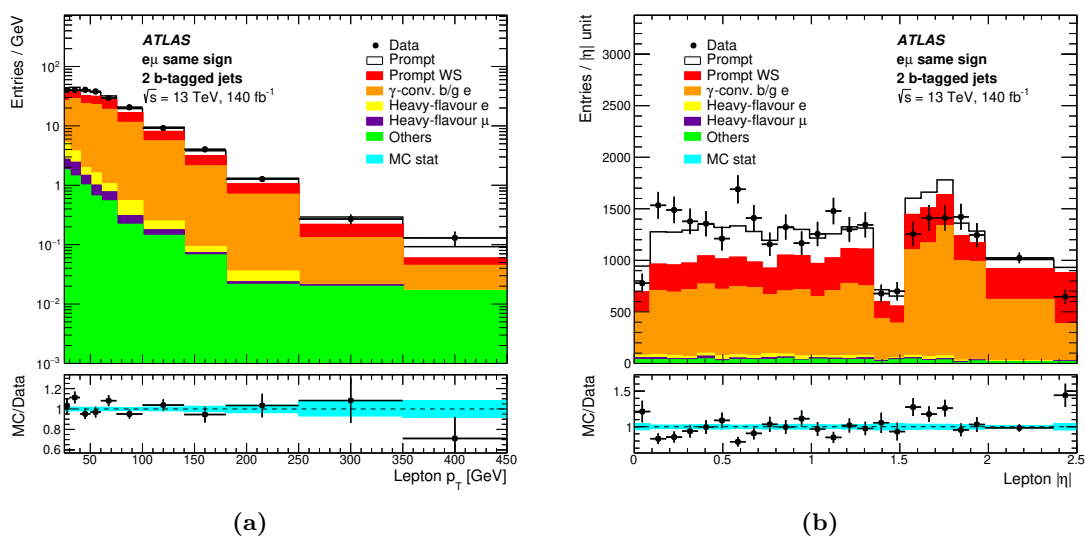 Entries / GeV
10²
10
1
10⁻¹
10⁻²
10⁻³
ATLAS
eμ same sign
2 b-tagged jets
√s = 13 TeV, 140 fb⁻¹
Data
Prompt
Prompt WS
γ-conv. b/g e
Heavy-flavour e
Heavy-flavour μ
Others
MC stat
MC/Data
1.2
1
0.8
0.6
50 100 150 200 250 300 350 400 450
Lepton p_T [GeV]
(a)
Entries / |η| unit
3500
3000
2500
2000
1500
1000
500
0
ATLAS
eμ same sign
2 b-tagged jets
√s = 13 TeV, 140 fb⁻¹
Data
Prompt
Prompt WS
γ-conv. b/g e
Heavy-flavour e
Heavy-flavour μ
Others
MC stat
MC/Data
1.5
1
0.5
0 0.5 1 1.5 2 2.5
Lepton |η|
(b)